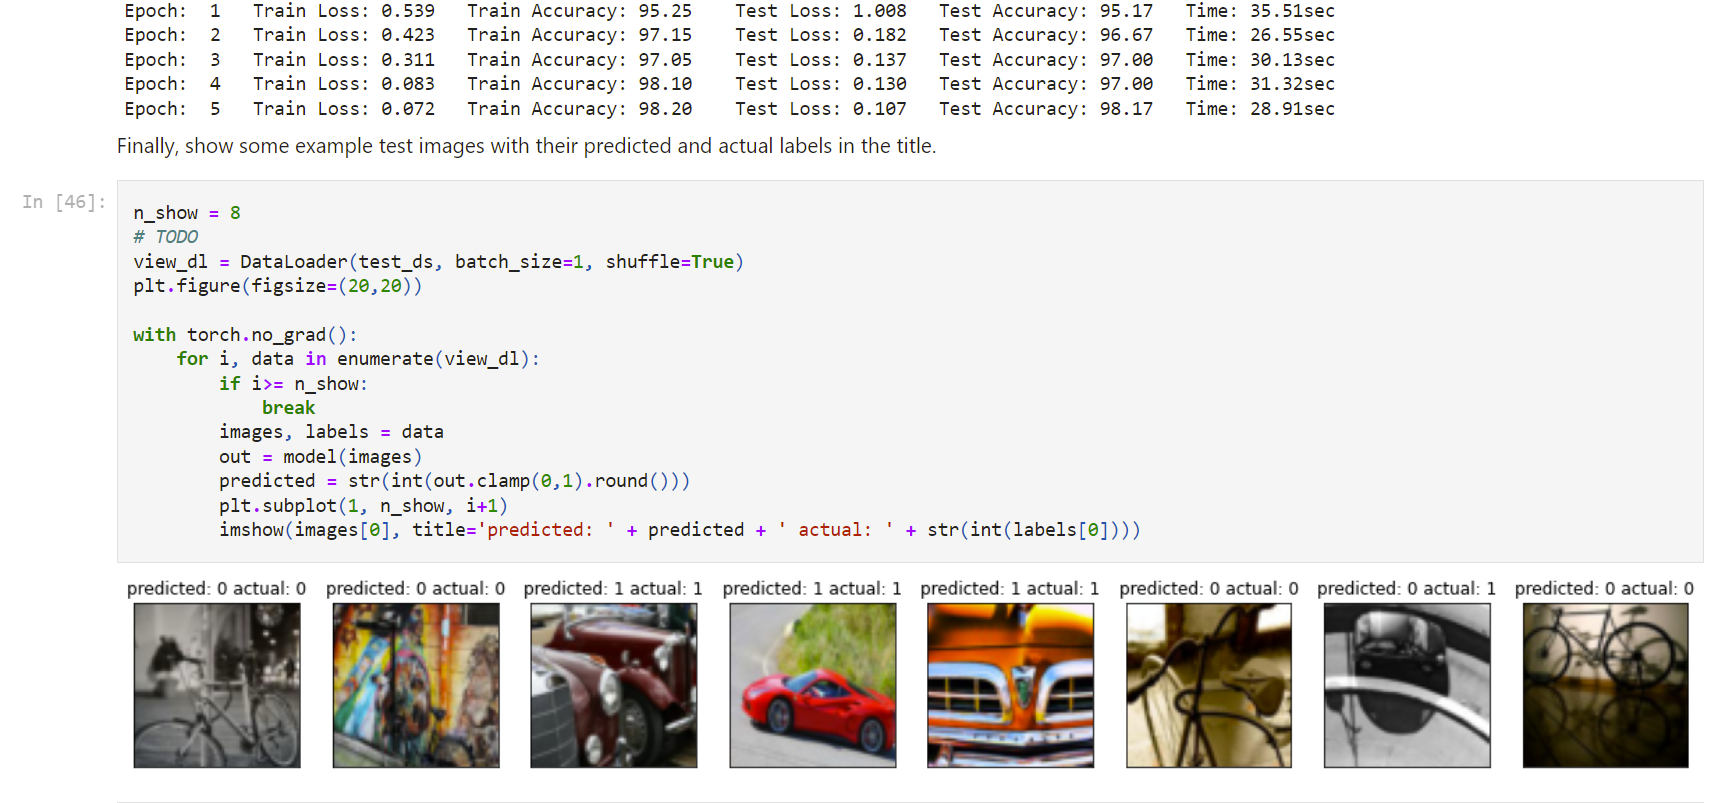 Epoch:  1   Train Loss: 0.539   Train Accuracy: 95.25    Test Loss: 1.008   Test Accuracy: 95.17   Time: 35.51sec
Epoch:  2   Train Loss: 0.423   Train Accuracy: 97.15    Test Loss: 0.182   Test Accuracy: 96.67   Time: 26.55sec
Epoch:  3   Train Loss: 0.311   Train Accuracy: 97.05    Test Loss: 0.137   Test Accuracy: 97.00   Time: 30.13sec
Epoch:  4   Train Loss: 0.083   Train Accuracy: 98.10    Test Loss: 0.130   Test Accuracy: 97.00   Time: 31.32sec
Epoch:  5   Train Loss: 0.072   Train Accuracy: 98.20    Test Loss: 0.107   Test Accuracy: 98.17   Time: 28.91sec
Finally, show some example test images with their predicted and actual labels in the title.
In [46]:
n_show = 8
# TODO
view_dl = DataLoader(test_ds, batch_size=1, shuffle=True)
plt.figure(figsize=(20,20))
with torch.no_grad():
    for i, data in enumerate(view_dl):
        if i>= n_show:
            break
        images, labels = data
        out = model(images)
        predicted = str(int(out.clamp(0,1).round()))
        plt.subplot(1, n_show, i+1)
        imshow(images[0], title='predicted: ' + predicted + ' actual: ' + str(int(labels[0])))
predicted: 0 actual: 0 predicted: 0 actual: 0 predicted: 1 actual: 1 predicted: 1 actual: 1 predicted: 1 actual: 1 predicted: 0 actual: 0 predicted: 0 actual: 1 predicted: 0 actual: 0